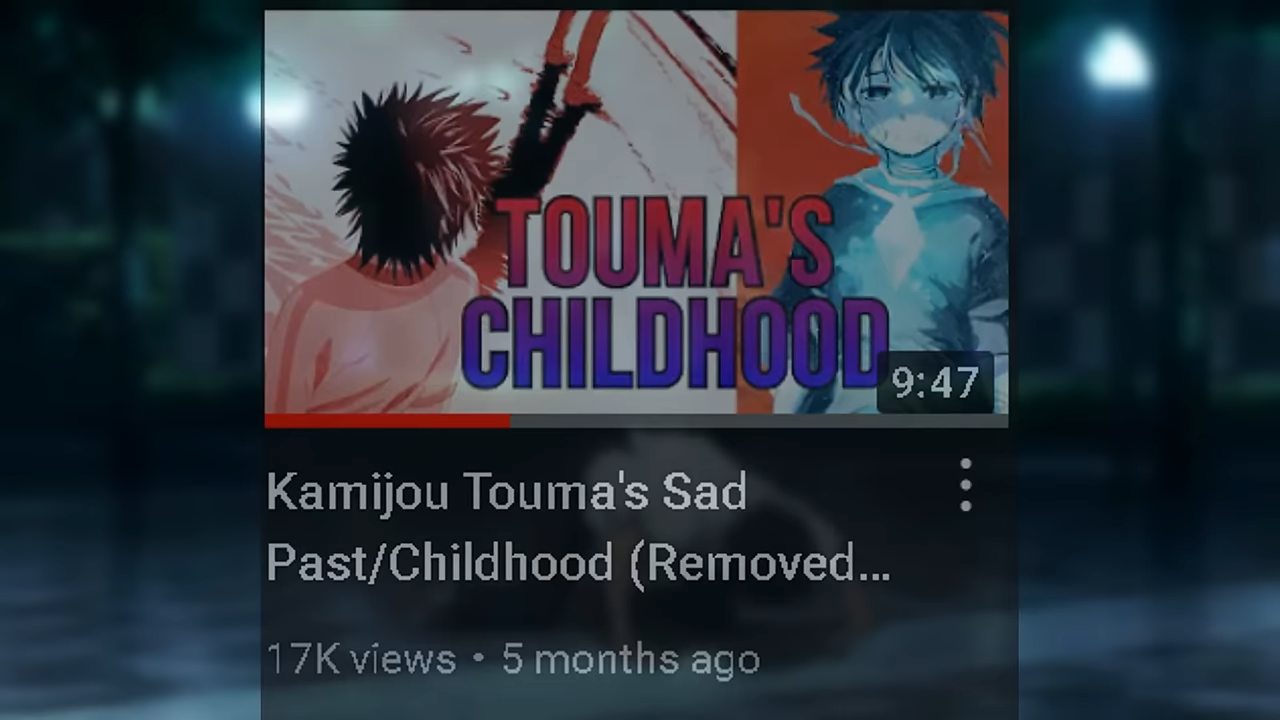 TOUMA'S
CHILDHOOD
9:47
Kamijou Touma's Sad
Past/Childhood (Removed...
17K views • 5 months ago